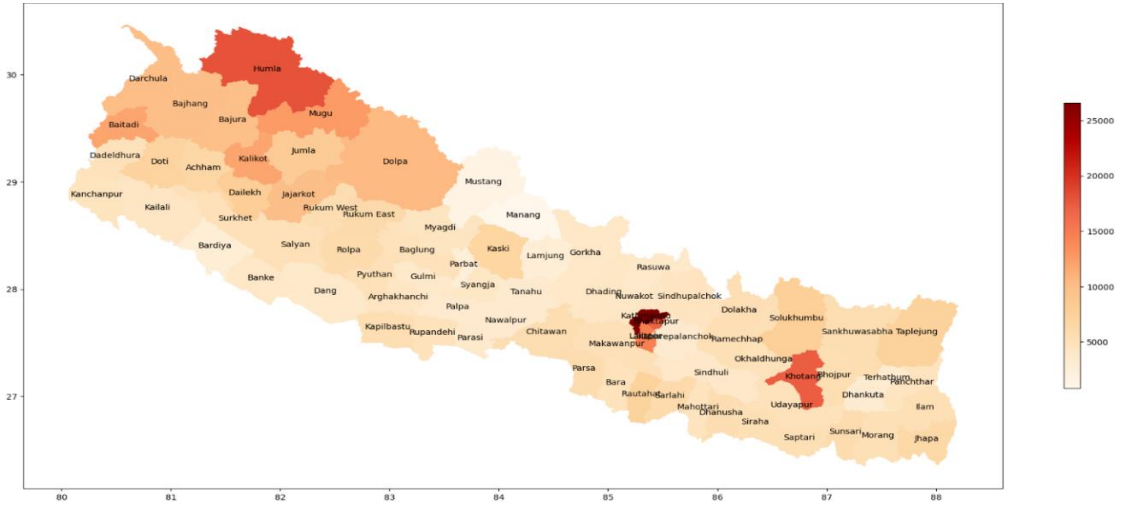 30
29
28
27
80
81
82
83
84
85
86
87
88
25000
20000
15000
10000
5000
Humla
Darchula
Bajhang
Mugu
Bajura
Baitadi
Jumla
Dadeldhura
Kalikot
Doti
Dolpa
Achham
Mustang
Kanchanpur
Dailekh
Jajarkot
Kailali
Rukum West
Rukum East
Manang
Surkhet
Myagdi
Bardiya
Salyan
Rolpa
Baglung
Kaski
Lamjung
Gorkha
Parbat
Rasuwa
Banke
Pyuthan
Gulmi
Syangja
Dang
Arghakhanchi
Tanahu
Dhading
Nuwakot
Sindhupalchok
Palpa
Dolakha
Solukhumbu
Kapilbastu
Rupandehi
Parasi
Nawalpur
Chitawan
Makawanpur
Ramechhap
Sankhuwasabha
Taplejung
Okhaldhunga
Parsa
Sindhuli
Khotang
Bhojpur
Terhathum
Panchthar
Bara
Rautahat
Sarlahi
Dhankuta
Mahottari
Dhanusha
Udayapur
Ilam
Siraha
Saptari
Sunsari
Morang
Jhapa